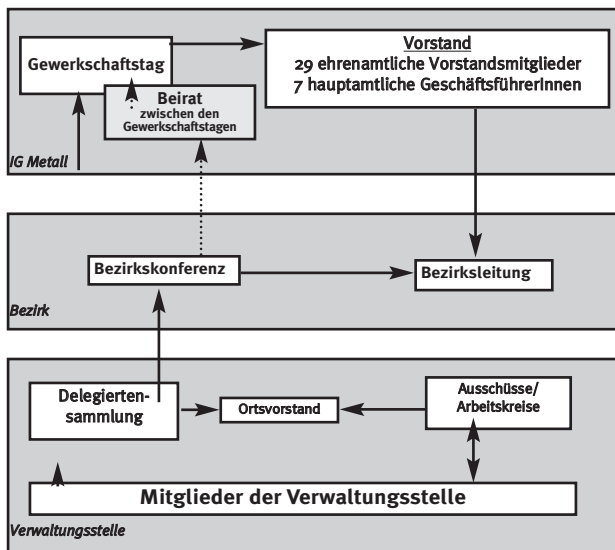 Gewerkschaftstag
Vorstand
29 ehrenamtliche Vorstandsmitglieder
7 hauptamtliche GeschäftsführerInnen
Beirat
zwischen den
Gewerkschaftstagen
IG Metall
Bezirkskonferenz
Bezirksleitung
Bezirk
Delegierten-
sammlung
Ortsvorstand
Ausschüsse/
Arbeitskreise
Mitglieder der Verwaltungsstelle
Verwaltungsstelle